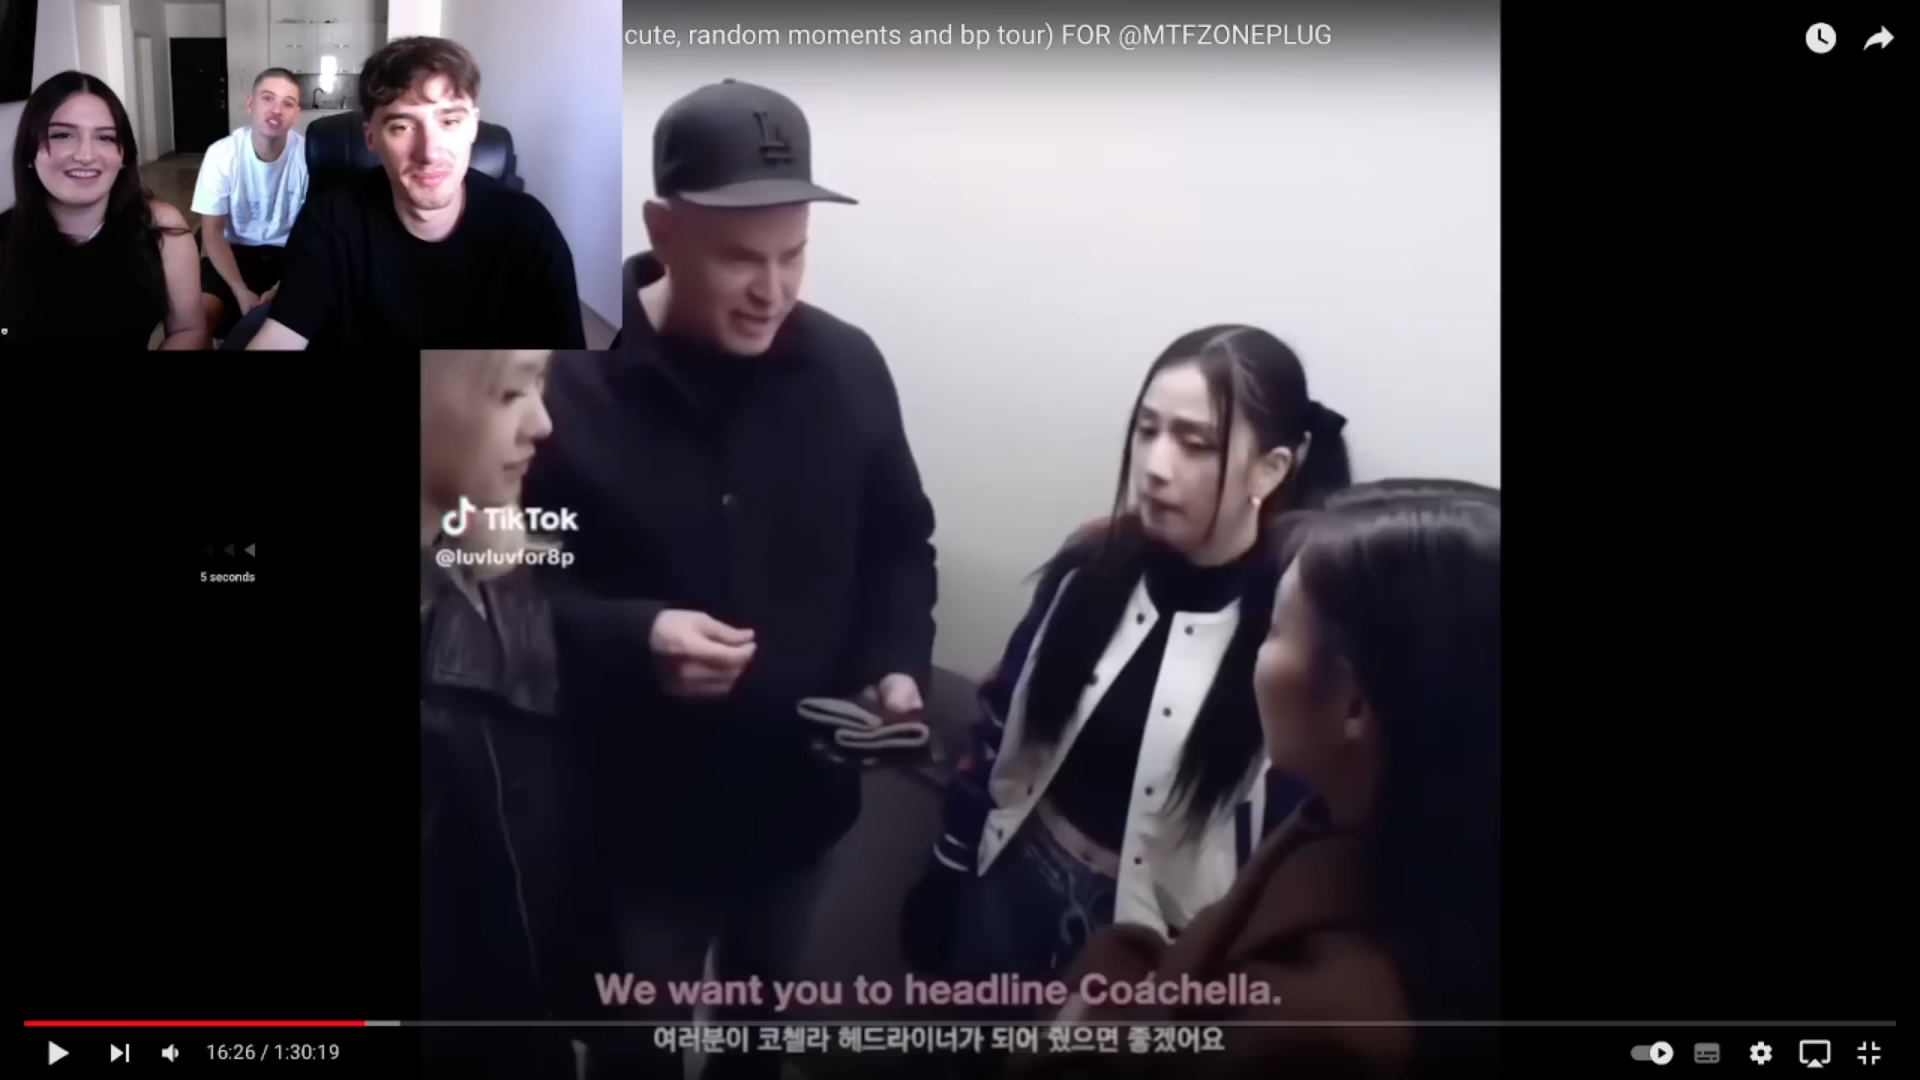 cute, random moments and bp tour) FOR @MTFZONEPLUG
LA
TikTok
@luvluvfor8p
5 seconds
We want you to headline Coachella.
여러분이 코첼라 헤드라이너가 되어 줬으면 좋겠어요
16:26 / 1:30:19